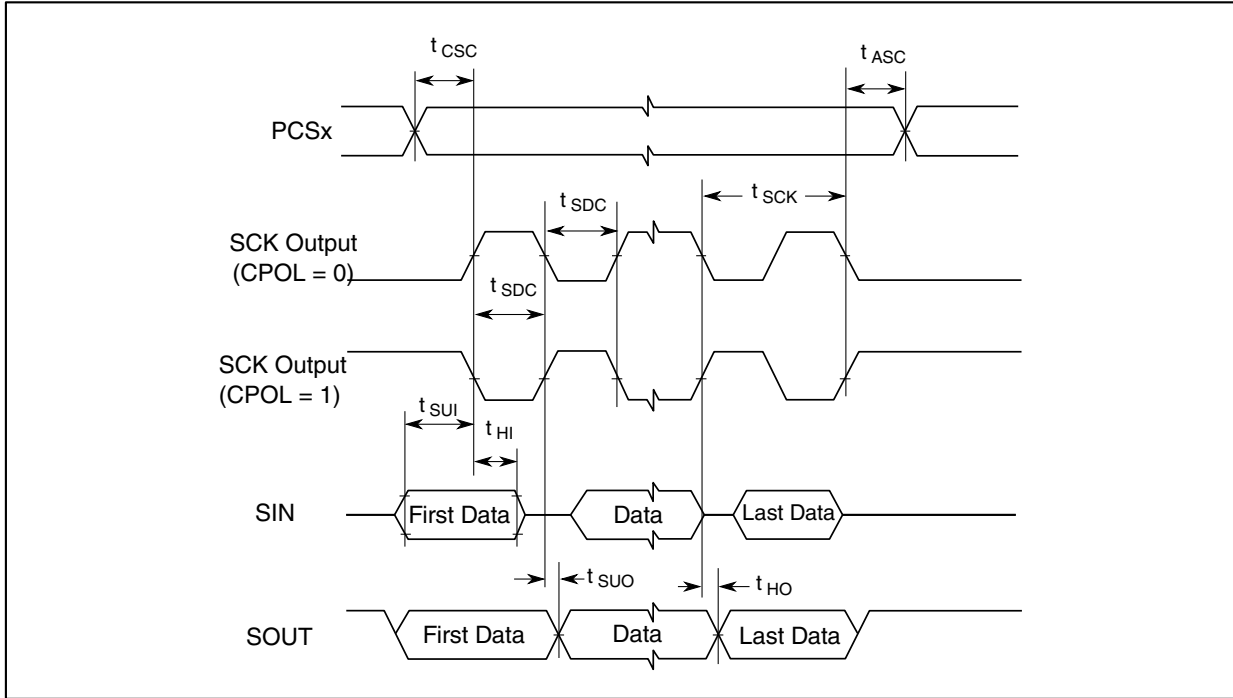 t CSC
t ASC
PCSx
t SCK
t SDC
SCK Output
(CPOL = 0)
t SDC
SCK Output
(CPOL = 1)
t SUI
t HI
SIN
First Data
Data
Last Data
t SUO
t HO
SOUT
First Data
Data
Last Data